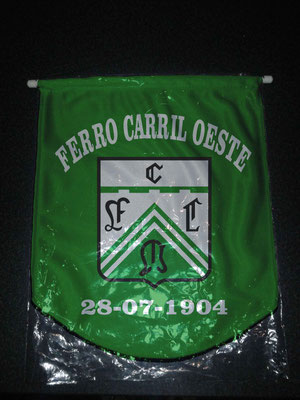 FERRO CARRIL OESTE
C
F C
O
28-07-1904